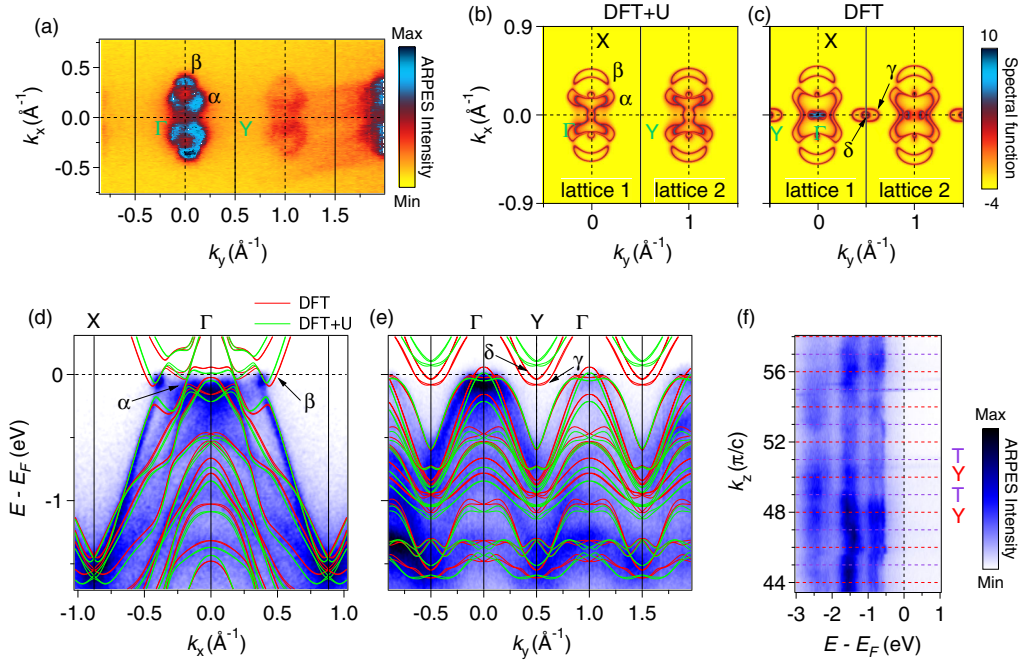 (a)
β
α
Γ
Y
0.5
0.0
-0.5
kx(Å-1)
-0.5 0.0 0.5 1.0 1.5
ky(Å-1)
Max
ARPES Intensity
Min
(b) DFT+U
X
β
α
Γ
Y
lattice 1
lattice 2
0.9
0.0
-0.9
kx(Å-1)
0 1
ky(Å-1)
(c) DFT
X
γ
Y
Γ
δ
lattice 1
lattice 2
0 1
ky(Å-1)
10
Spectral function
-4
(d) X Γ
DFT
DFT+U
α
β
0
-1
E - EF (eV)
-1.0 -0.5 0.0 0.5 1.0
kx(Å-1)
(e) Γ Y Γ
δ
γ
-0.5 0.0 0.5 1.0 1.5
ky(Å-1)
(f)
56
52
48
44
kz(π/c)
-3 -2 -1 0 1
E - EF (eV)
T
Y
T
Y
Max
ARPES Intensity
Min